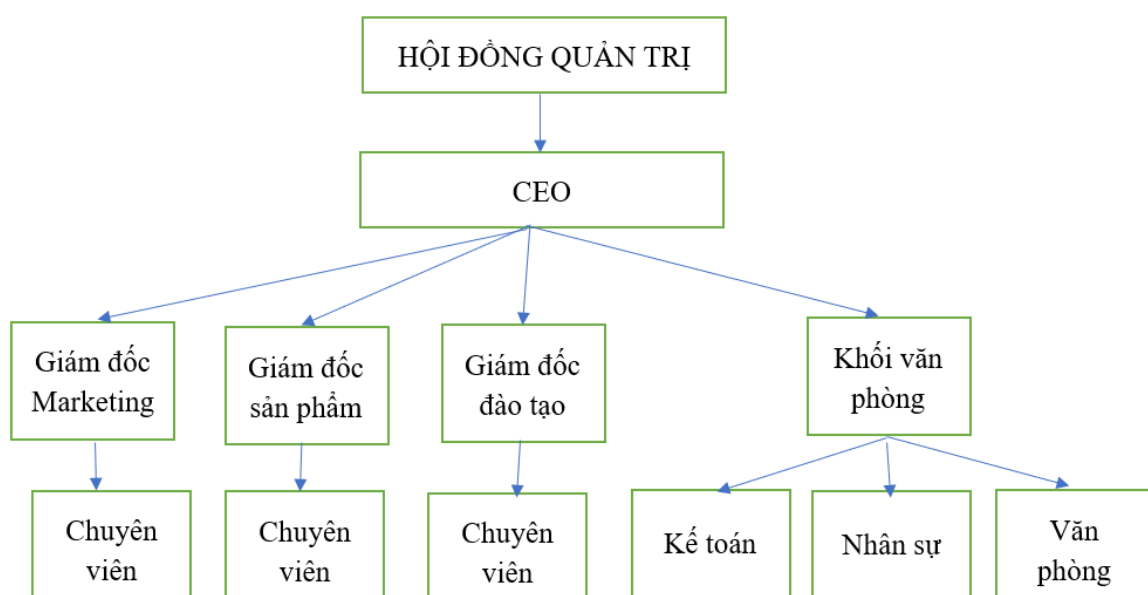 HỘI ĐỒNG QUẢN TRỊ
CEO
Giám đốc
Marketing
Giám đốc
sản phẩm
Giám đốc
đào tạo
Khối văn
phòng
Chuyên
viên
Chuyên
viên
Chuyên
viên
Kế toán
Nhân sự
Văn
phòng